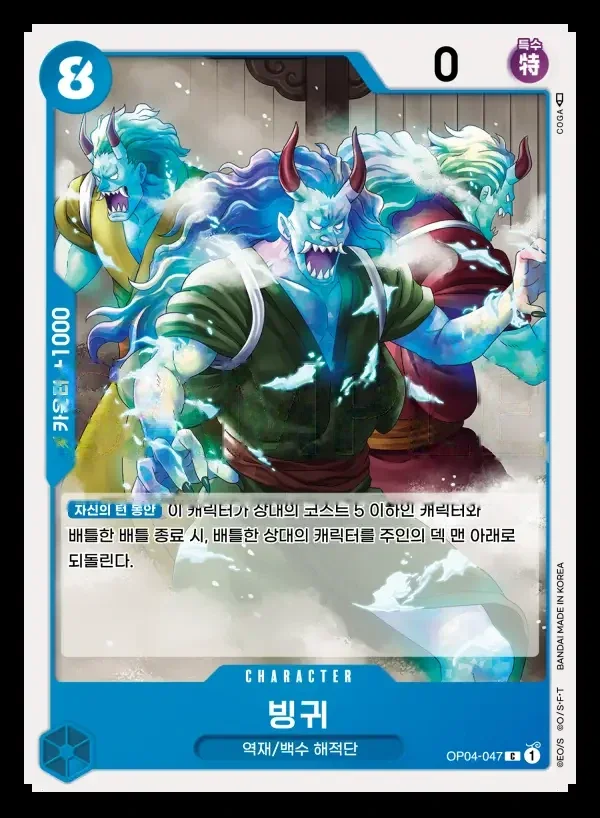 8
0
특수
特
COGA
카운터 +1000
자신의 턴 동안 이 캐릭터가 상대의 코스트 5 이하인 캐릭터와
배틀한 배틀 종료 시, 배틀한 상대의 캐릭터를 주인의 덱 맨 아래로
되돌린다.
CHARACTER
빙귀
역재/백수 해적단
OP04-047 C 1
©EO/S ©O/S·F·T BANDAI MADE IN KOREA